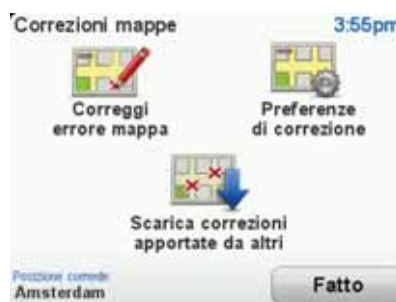 Correzioni mappe
3:55pm
Correggi
errore mappa
Preferenze
di correzione
Scarica correzioni
apportate da altri
Posizione corrente
Amsterdam
Fatto